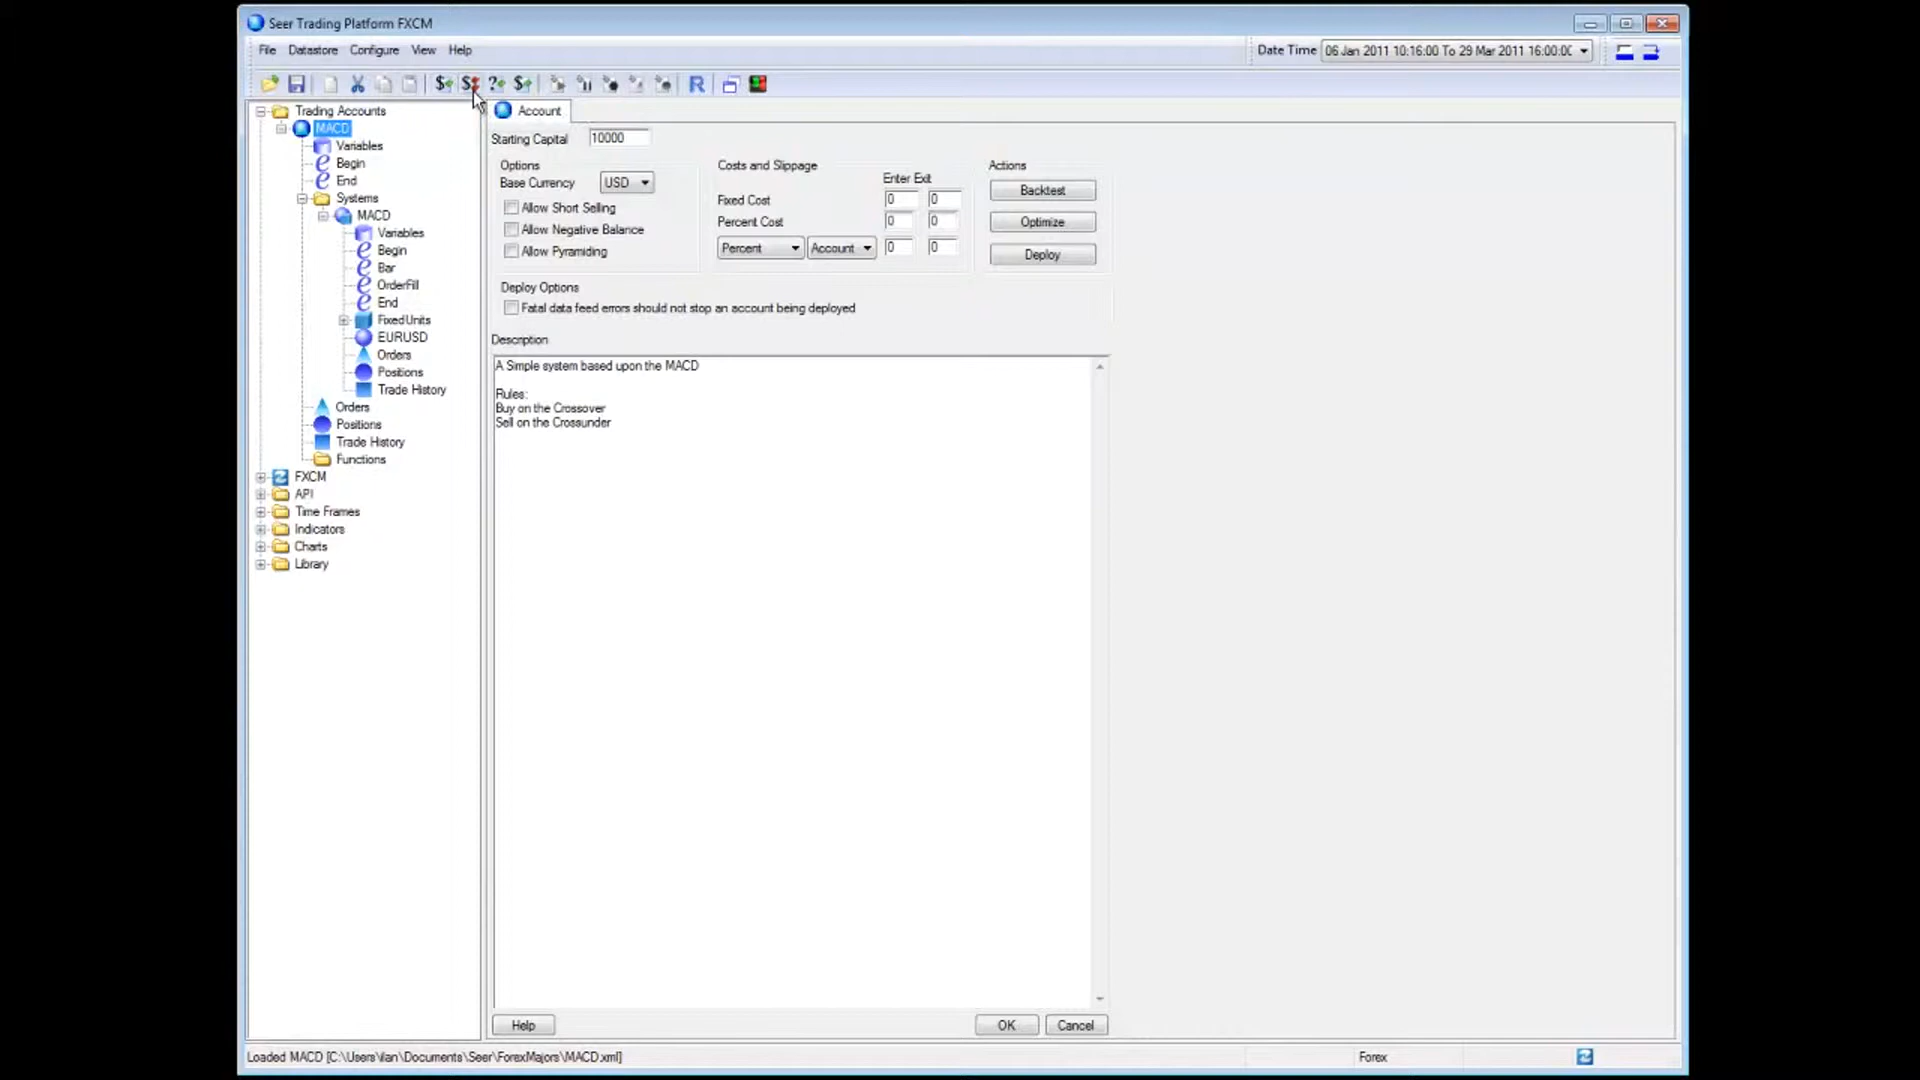 Seer Trading Platform FXCM
File Datastore Configure View Help
Date Time 06 Jan 2011 10:16:00 To 29 Mar 2011 16:00:00
Trading Accounts
MACD
Variables
Begin
End
Systems
MACD
Variables
Begin
Bar
OrderFill
End
FixedUnits
EURUSD
Orders
Positions
Trade History
Orders
Positions
Trade History
Functions
FXCM
API
Time Frames
Indicators
Charts
Library
Account
Starting Capital 10000
Options
Base Currency USD
Allow Short Selling
Allow Negative Balance
Allow Pyramiding
Costs and Slippage
Enter Exit
Fixed Cost 0 0
Percent Cost 0 0
Percent Account 0 0
Actions
Backtest
Optimize
Deploy
Deploy Options
Fatal data feed errors should not stop an account being deployed
Description
A Simple system based upon the MACD
Rules:
Buy on the Crossover
Sell on the Crossunder
Help OK Cancel
Loaded MACD [C:\Users\ilan\Documents\Seer\ForexMajors\MACD.xml] Forex